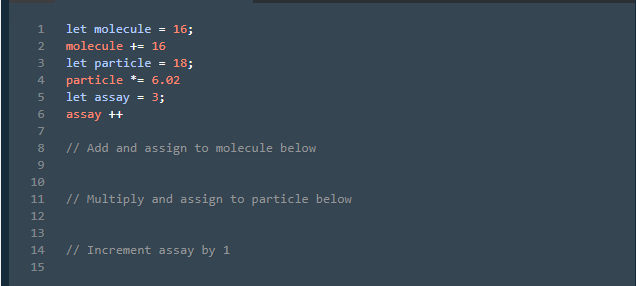 1 let molecule = 16;
2 molecule += 16
3 let particle = 18;
4 particle *= 6.02
5 let assay = 3;
6 assay ++
7
8 // Add and assign to molecule below
9
10
11 // Multiply and assign to particle below
12
13
14 // Increment assay by 1
15